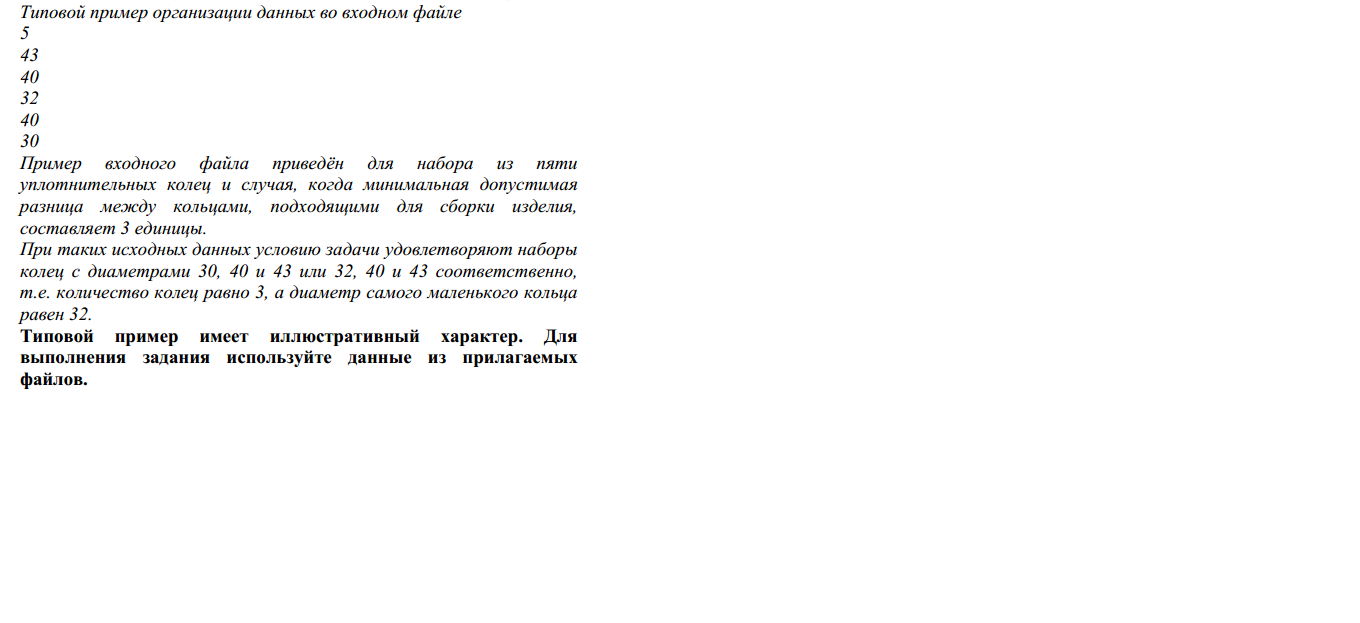 Типовой пример организации данных во входном файле
5
43
40
32
40
30
Пример входного файла приведён для набора из пяти
уплотнительных колец и случая, когда минимальная допустимая
разница между кольцами, подходящими для сборки изделия,
составляет 3 единицы.
При таких исходных данных условию задачи удовлетворяют наборы
колец с диаметрами 30, 40 и 43 или 32, 40 и 43 соответственно,
т.е. количество колец равно 3, а диаметр самого маленького кольца
равен 32.
Типовой пример имеет иллюстративный характер. Для
выполнения задания используйте данные из прилагаемых
файлов.